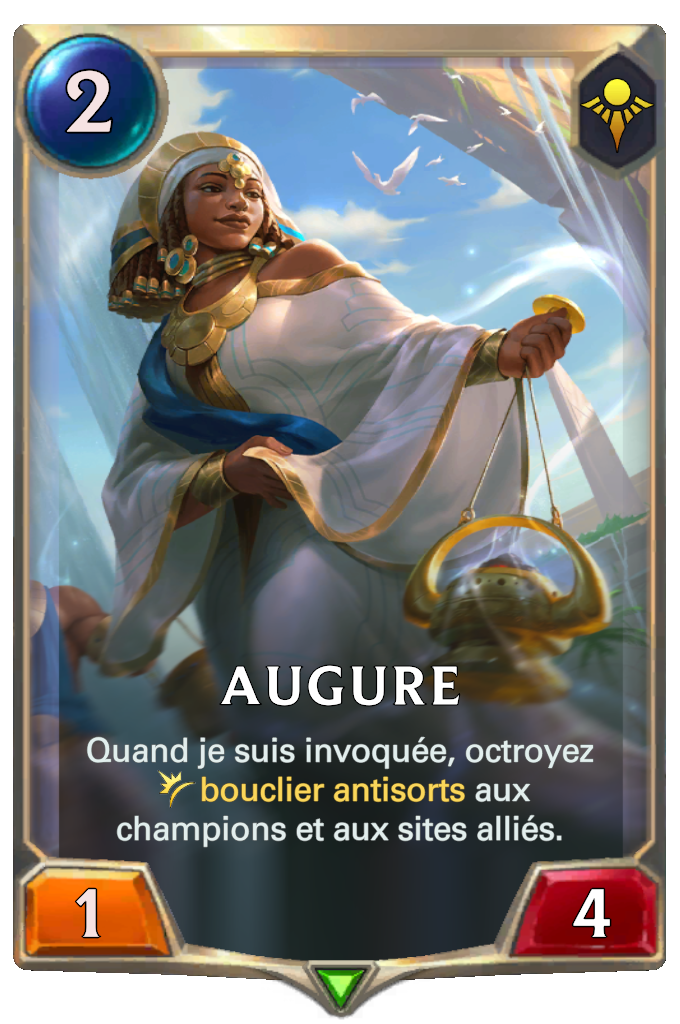 2
AUGURE
Quand je suis invoquée, octroyez
bouclier antisorts aux
champions et aux sites alliés.
1
4